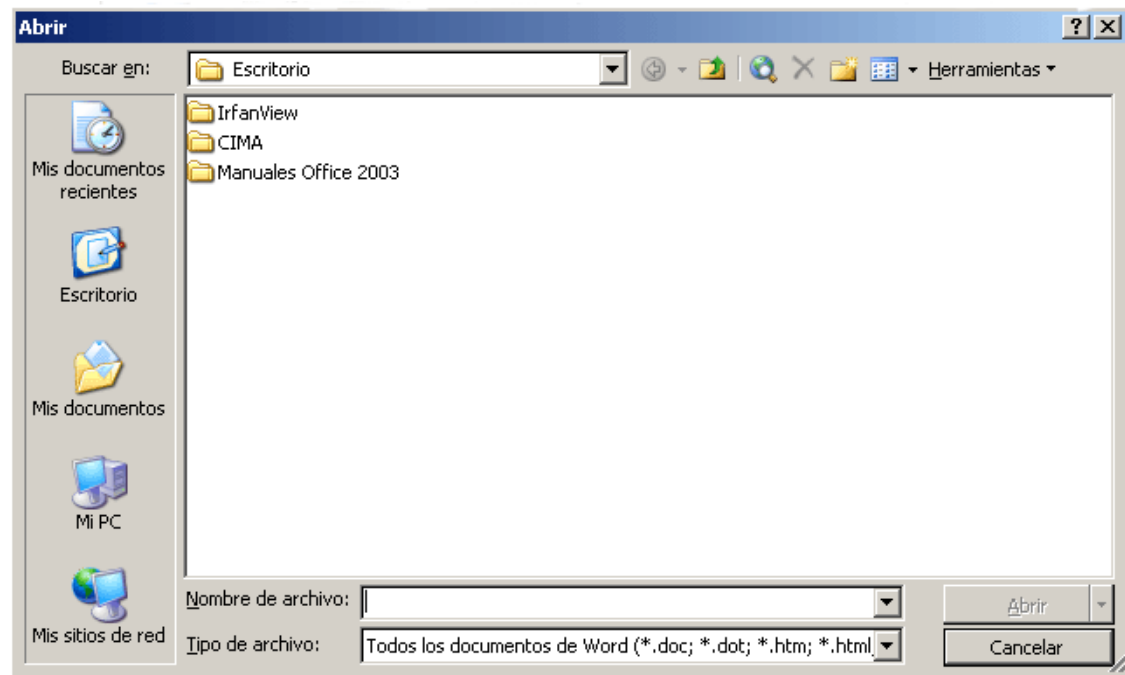 Abrir
Buscar en:
Escritorio
Herramientas
IrfanView
CIMA
Manuales Office 2003
Mis documentos
recientes
Escritorio
Mis documentos
Mi PC
Mis sitios de red
Nombre de archivo:
Abrir
Tipo de archivo:
Todos los documentos de Word (*.doc; *.dot; *.htm; *.html
Cancelar